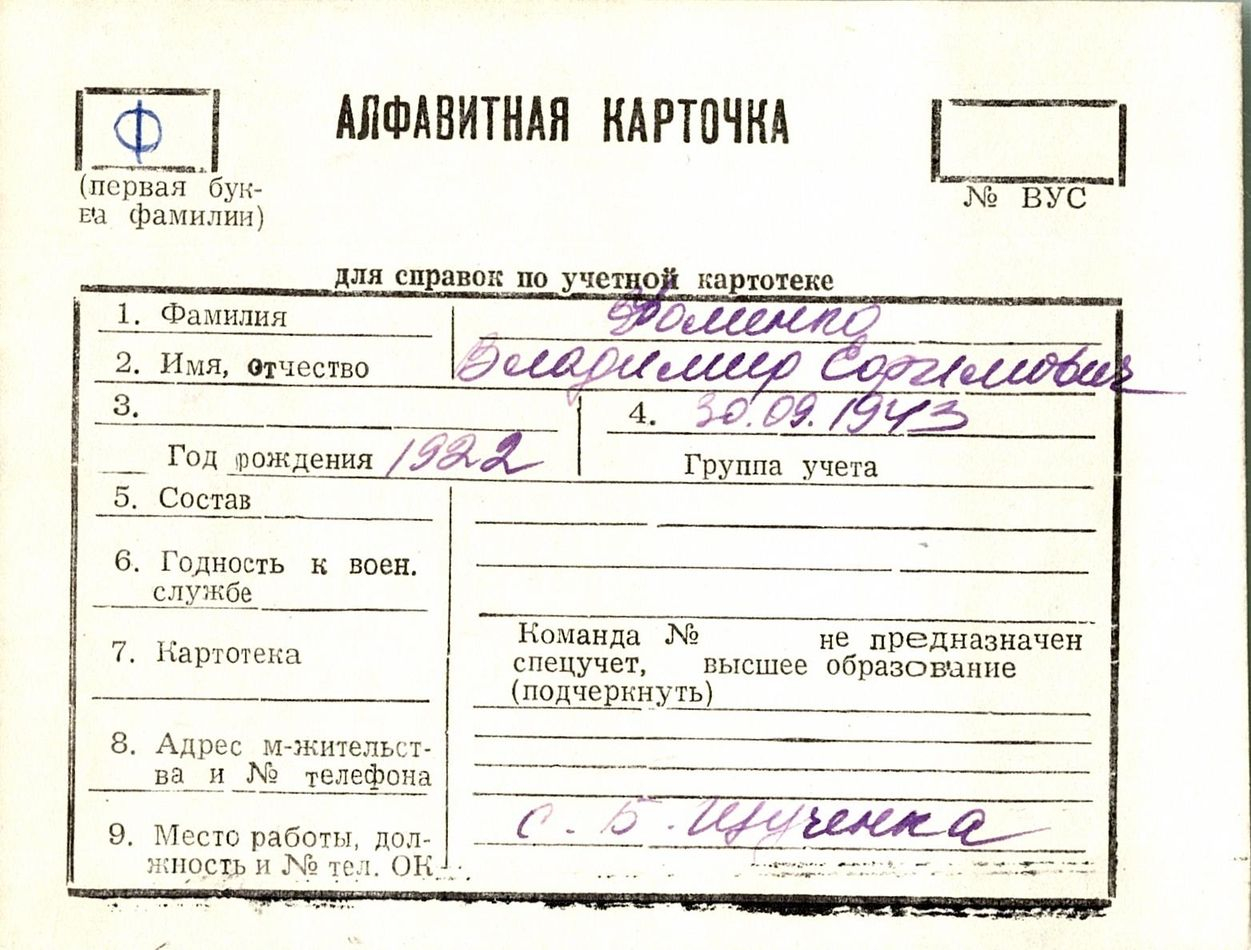 Ф
АЛФАВИТНАЯ КАРТОЧКА
(первая бук-
ва фамилии)
№ ВУС
для справок по учетной картотеке
1. Фамилия Фоменко
2. Имя, отчество Владимир Ефимович
3. 4. 30.09.1943
Год рождения 1922 Группа учета
5. Состав
6. Годность к воен.
службе
7. Картотека
Команда № не предназначен
спецучет, высшее образование
(подчеркнуть)
8. Адрес м-жительст-
ва и № телефона
с. Б. Щученка
9. Место работы, дол-
жность и № тел. ОК